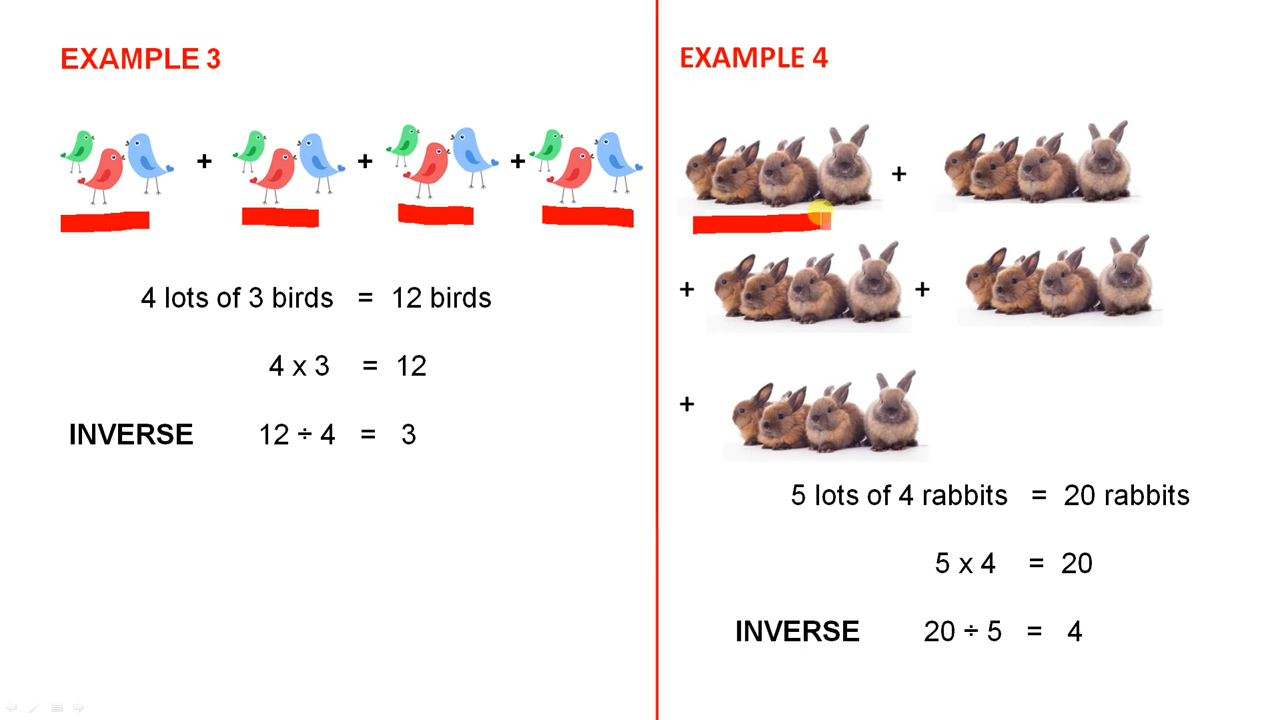 EXAMPLE 3
+ + +
4 lots of 3 birds = 12 birds
4 x 3 = 12
INVERSE 12 ÷ 4 = 3
EXAMPLE 4
+
+ +
+
5 lots of 4 rabbits = 20 rabbits
5 x 4 = 20
INVERSE 20 ÷ 5 = 4